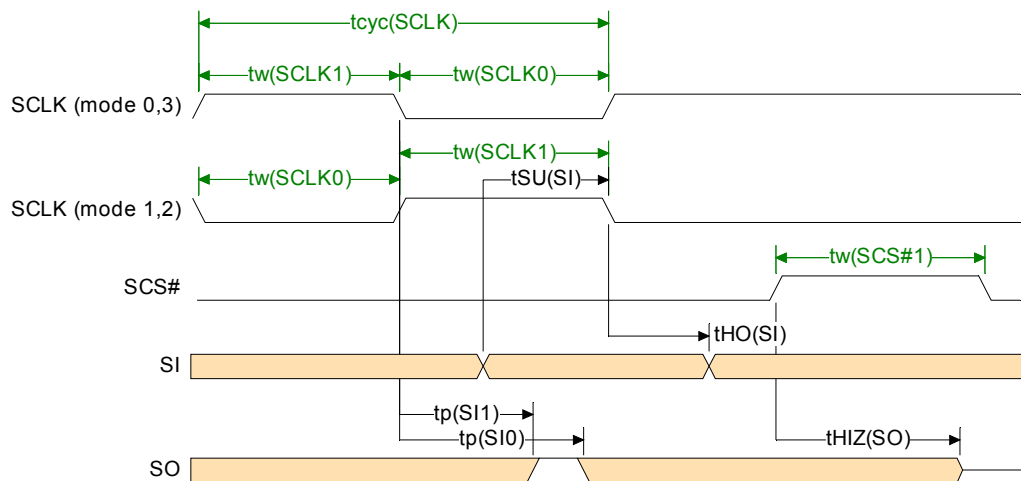 tcyc(SCLK)
tw(SCLK1) tw(SCLK0)
SCLK (mode 0,3)
tw(SCLK1)
tw(SCLK0) tSU(SI)
SCLK (mode 1,2)
tw(SCS#1)
SCS#
tHO(SI)
SI
tp(SI1)
tp(SI0) tHIZ(SO)
SO